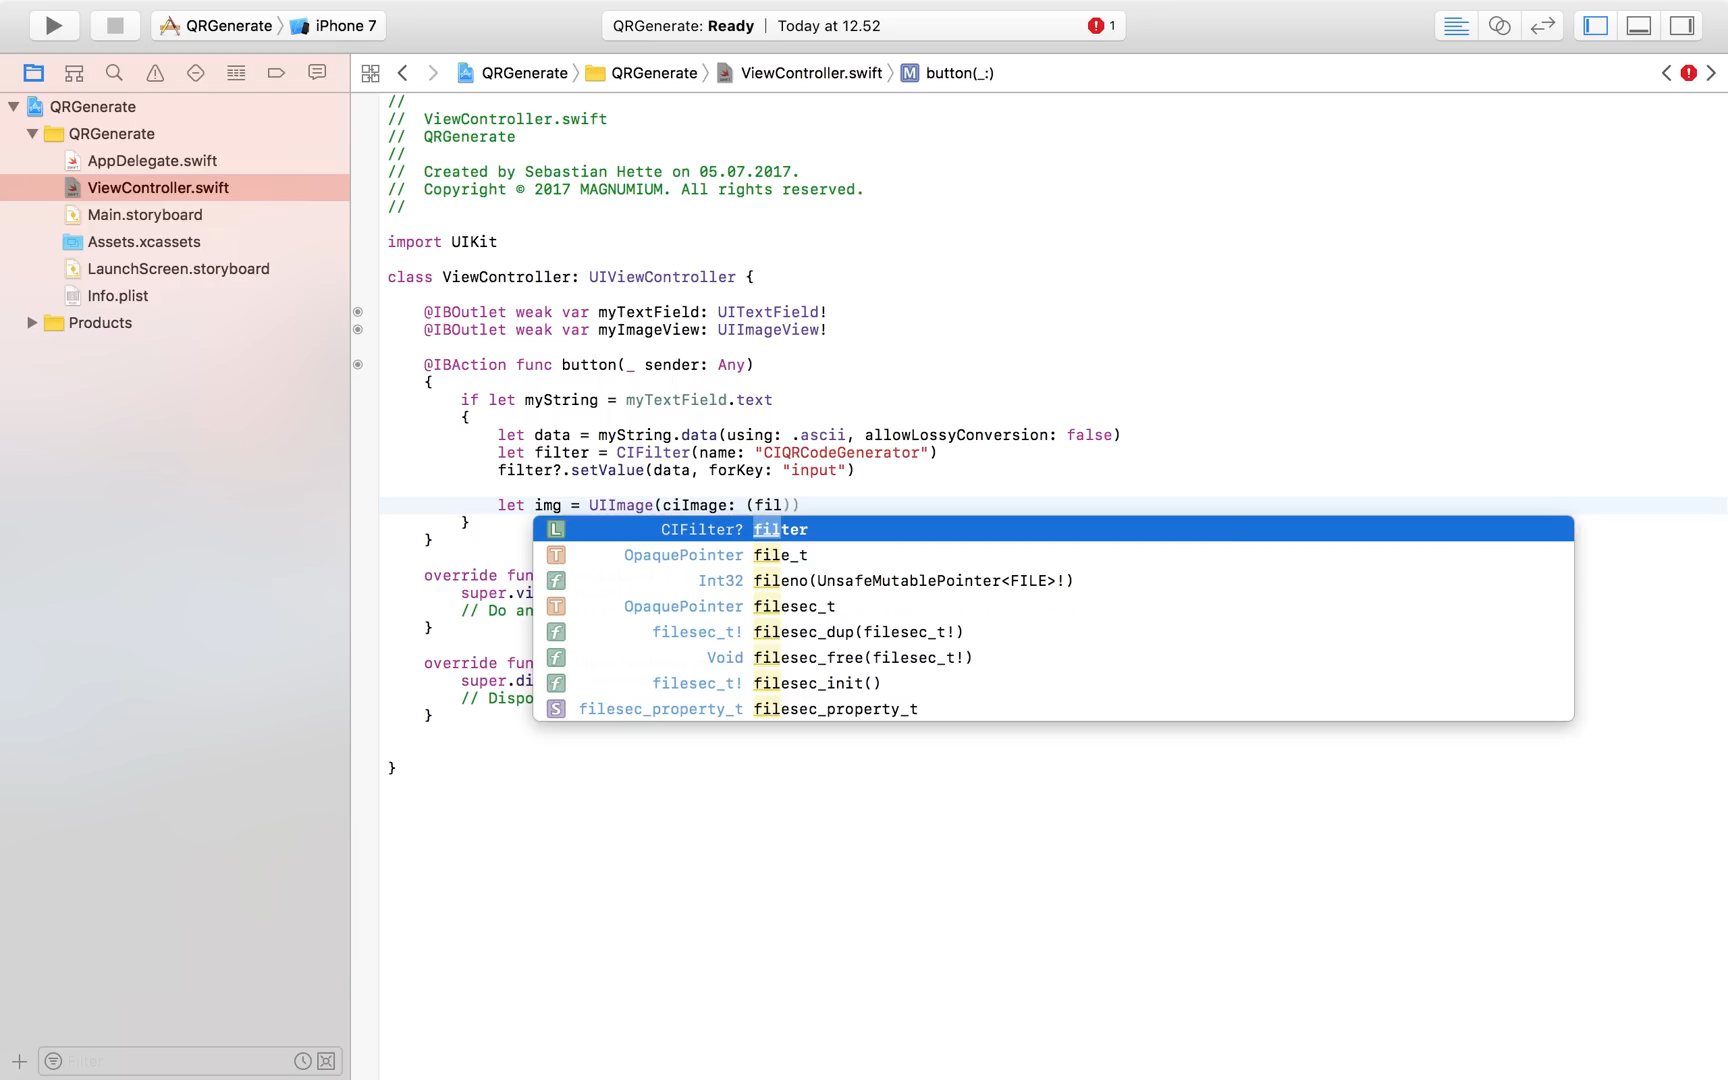 QRGenerate iPhone 7
QRGenerate: Ready Today at 12.52 1
QRGenerate QRGenerate ViewController.swift M button(_:)
QRGenerate
QRGenerate
AppDelegate.swift
ViewController.swift
Main.storyboard
Assets.xcassets
LaunchScreen.storyboard
Info.plist
Products
Filter
//
// ViewController.swift
// QRGenerate
//
// Created by Sebastian Hette on 05.07.2017.
// Copyright © 2017 MAGNUMIUM. All rights reserved.
//
import UIKit
class ViewController: UIViewController {
@IBOutlet weak var myTextField: UITextField!
@IBOutlet weak var myImageView: UIImageView!
@IBAction func button(_ sender: Any)
{
if let myString = myTextField.text
{
let data = myString.data(using: .ascii, allowLossyConversion: false)
let filter = CIFilter(name: "CIQRCodeGenerator")
filter?.setValue(data, forKey: "input")
let img = UIImage(ciImage: (fil))
}
}
L CIFilter? filter
T OpaquePointer file_t
f Int32 fileno(UnsafeMutablePointer<FILE>!)
T OpaquePointer filesec_t
f filesec_t! filesec_dup(filesec_t!)
f Void filesec_free(filesec_t!)
f filesec_t! filesec_init()
S filesec_property_t filesec_property_t
override fun
super.vi
// Do an
}
override fun
super.di
// Dispo
}
}